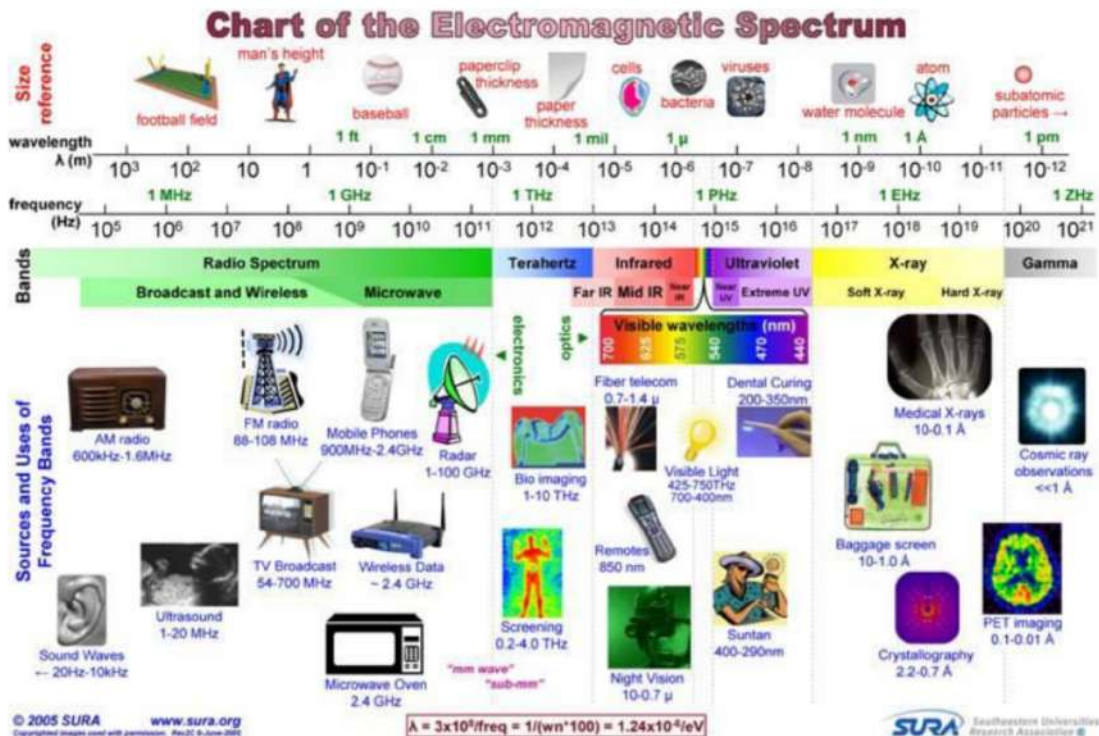 Chart of the Electromagnetic Spectrum
Size reference
football field
man's height
baseball
paperclip thickness
paper thickness
cells
bacteria
viruses
water molecule
atom
subatomic particles →
wavelength λ (m)
1 ft 1 cm 1 mm 1 mil 1 μ 1 nm 1 Å 1 pm
10³ 10² 10 1 10⁻¹ 10⁻² 10⁻³ 10⁻⁴ 10⁻⁵ 10⁻⁶ 10⁻⁷ 10⁻⁸ 10⁻⁹ 10⁻¹⁰ 10⁻¹¹ 10⁻¹²
frequency (Hz)
1 MHz 1 GHz 1 THz 1 PHz 1 EHz 1 ZHz
10⁵ 10⁶ 10⁷ 10⁸ 10⁹ 10¹⁰ 10¹¹ 10¹² 10¹³ 10¹⁴ 10¹⁵ 10¹⁶ 10¹⁷ 10¹⁸ 10¹⁹ 10²⁰ 10²¹
Bands
Radio Spectrum Terahertz Infrared Ultraviolet X-ray Gamma
Broadcast and Wireless Microwave Far IR Mid IR Near IR Near UV Extreme UV Soft X-ray Hard X-ray
electronics
optics
Visible wavelengths (nm)
700 625 575 540 470 440
Sources and Uses of
Frequency Bands
AM radio
600kHz-1.6MHz
FM radio
88-108 MHz
Mobile Phones
900MHz-2.4GHz
Radar
1-100 GHz
Bio imaging
1-10 THz
Fiber telecom
0.7-1.4 μ
Visible Light
425-750THz
700-400nm
Dental Curing
200-350nm
Medical X-rays
10-0.1 Å
Cosmic ray
observations
<<1 Å
TV Broadcast
54-700 MHz
Wireless Data
~ 2.4 GHz
Remotes
850 nm
Baggage screen
10-1.0 Å
Sound Waves
← 20Hz-10kHz
Ultrasound
1-20 MHz
Microwave Oven
2.4 GHz
Screening
0.2-4.0 THz
"mm wave"
"sub-mm"
Night Vision
10-0.7 μ
Suntan
400-290nm
Crystallography
2.2-0.7 Å
PET imaging
0.1-0.01 Å
© 2005 SURA www.sura.org
Copyrighted images used with permission. Rev2C 6-June-2005
λ = 3x10⁸/freq = 1/(wn*100) = 1.24x10⁻⁶/eV
SURA Southeastern Universities
Research Association